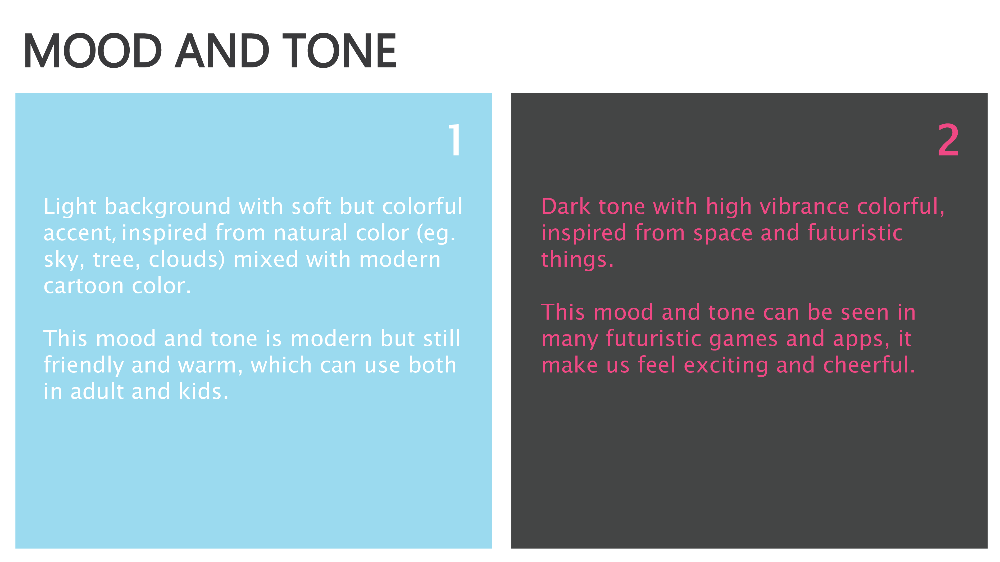 MOOD AND TONE
1
Light background with soft but colorful
accent, inspired from natural color (eg.
sky, tree, clouds) mixed with modern
cartoon color.
This mood and tone is modern but still
friendly and warm, which can use both
in adult and kids.
2
Dark tone with high vibrance colorful,
inspired from space and futuristic
things.
This mood and tone can be seen in
many futuristic games and apps, it
make us feel exciting and cheerful.